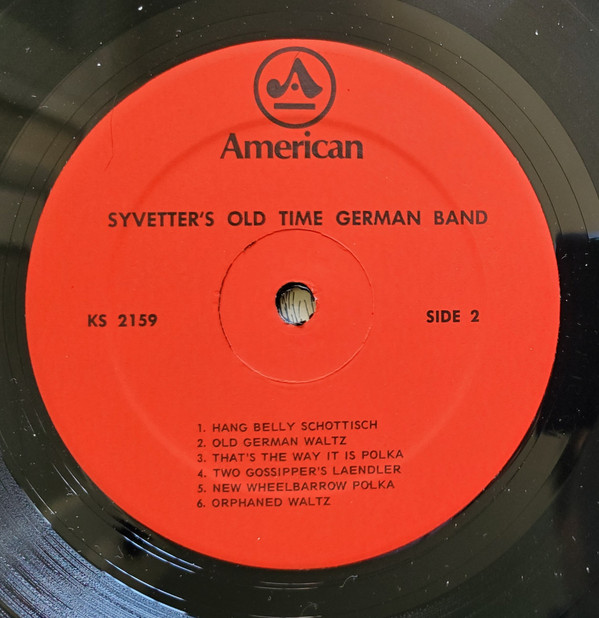 American
SYVETTER'S OLD TIME GERMAN BAND
KS 2159
SIDE 2
1. HANG BELLY SCHOTTISCH
2. OLD GERMAN WALTZ
3. THAT'S THE WAY IT IS POLKA
4. TWO GOSSIPPER'S LAENDLER
5. NEW WHEELBARROW POLKA
6. ORPHANED WALTZ